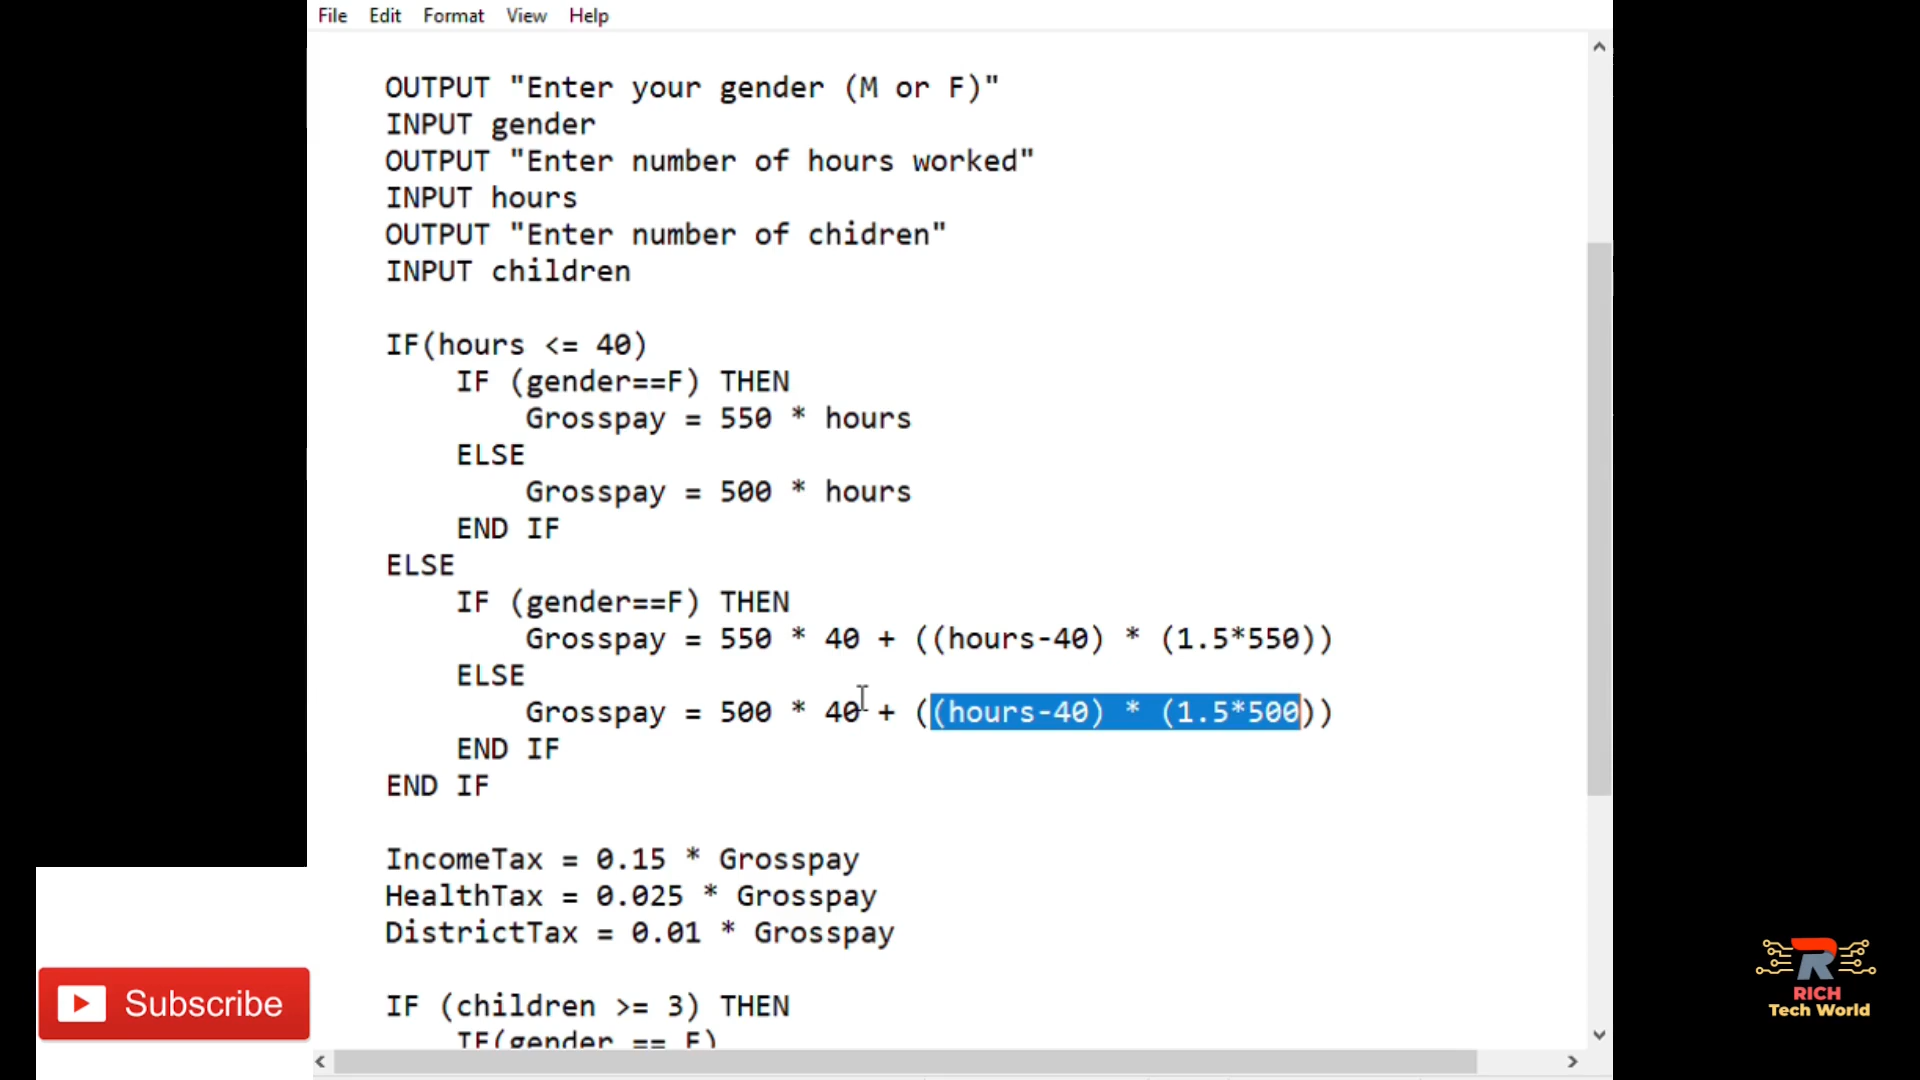 File Edit Format View Help
OUTPUT "Enter your gender (M or F)"
INPUT gender
OUTPUT "Enter number of hours worked"
INPUT hours
OUTPUT "Enter number of chidren"
INPUT children
IF(hours <= 40)
IF (gender==F) THEN
Grosspay = 550 * hours
ELSE
Grosspay = 500 * hours
END IF
ELSE
IF (gender==F) THEN
Grosspay = 550 * 40 + ((hours-40) * (1.5*550))
ELSE
Grosspay = 500 * 40 + ((hours-40) * (1.5*500))
END IF
END IF
IncomeTax = 0.15 * Grosspay
HealthTax = 0.025 * Grosspay
DistrictTax = 0.01 * Grosspay
IF (children >= 3) THEN
IF(gender == F)
Subscribe
RICH
Tech World